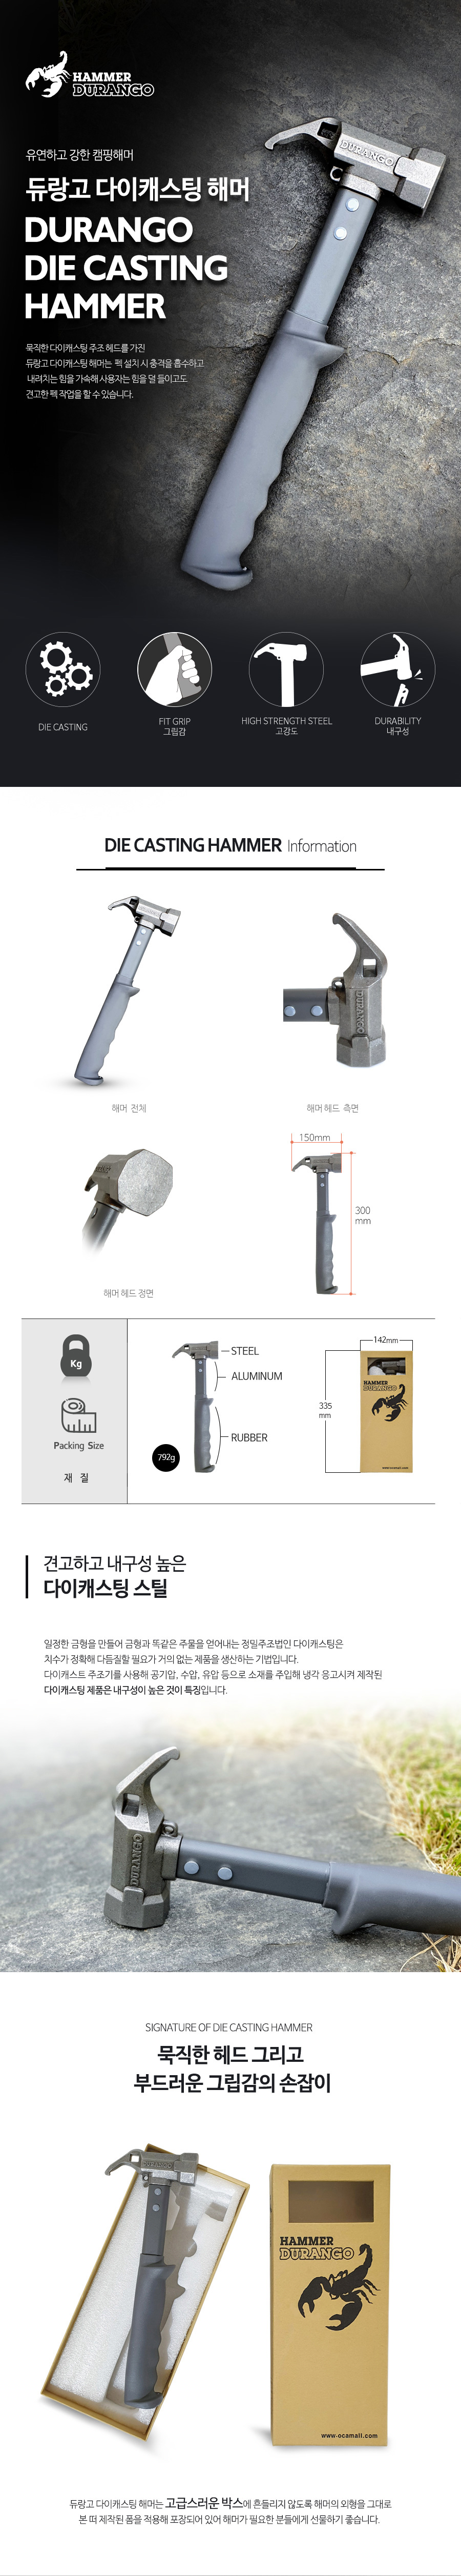 HAMMER
DURANGO
유연하고 강한 캠핑해머
듀랑고 다이캐스팅 해머
DURANGO
DIE CASTING
HAMMER
묵직한 다이캐스팅 주조 헤드를 가진
듀랑고 다이캐스팅 해머는 펙 설치 시 충격을 흡수하고
내려치는 힘을 가속해 사용자는 힘을 덜 들이고도
견고한 펙 작업을 할 수 있습니다.
DURANGO
DIE CASTING
FIT GRIP
그립감
HIGH STRENGTH STEEL
고강도
DURABILITY
내구성
DIE CASTING HAMMER Information
DURANGO
해머 전체
해머 헤드 측면
150mm
300
mm
해머 헤드 정면
Kg
Packing Size
재 질
STEEL
ALUMINUM
RUBBER
792g
142mm
335
mm
HAMMER
DURANGO
www-ocamall.com
견고하고 내구성 높은
다이캐스팅 스틸
일정한 금형을 만들어 금형과 똑같은 주물을 얻어내는 정밀주조법인 다이캐스팅은
치수가 정확해 다듬질할 필요가 거의 없는 제품을 생산하는 기법입니다.
다이캐스트 주조기를 사용해 공기압, 수압, 유압 등으로 소재를 주입해 냉각 응고시켜 제작된
다이캐스팅 제품은 내구성이 높은 것이 특징입니다.
DURANGO
SIGNATURE OF DIE CASTING HAMMER
묵직한 헤드 그리고
부드러운 그립감의 손잡이
DURANGO
HAMMER
DURANGO
www-ocamall.com
듀랑고 다이캐스팅 해머는 고급스러운 박스에 흔들리지 않도록 해머의 외형을 그대로
본 떠 제작된 폼을 적용해 포장되어 있어 해머가 필요한 분들에게 선물하기 좋습니다.